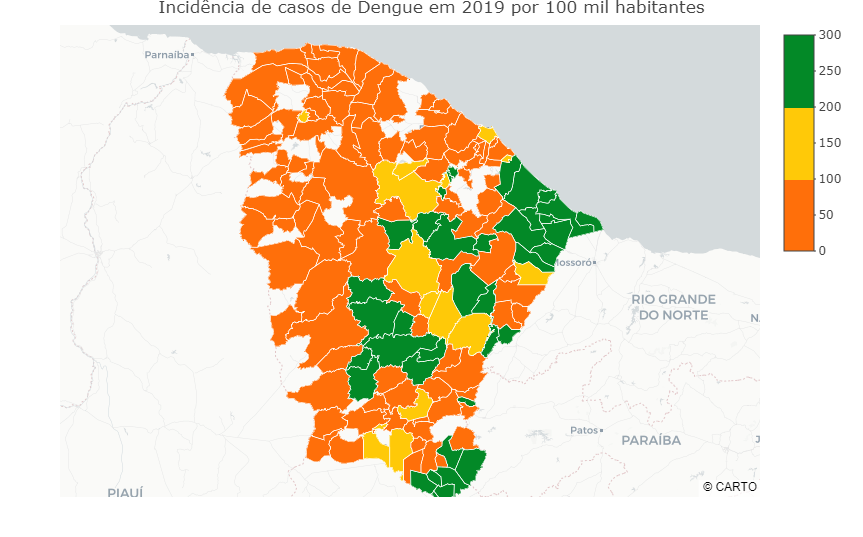 Incidência de casos de Dengue em 2019 por 100 mil habitantes
Parnaíba
300
250
200
150
100
50
0
RIO GRANDE
DO NORTE
Patos
PARAÍBA
PIAUÍ
© CARTO